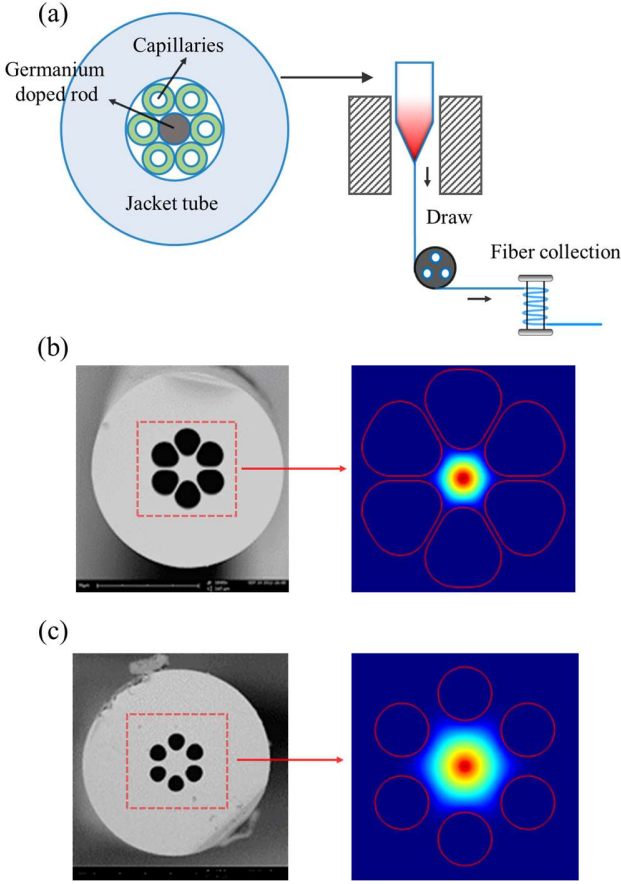 (a)
Capillaries
Germanium
doped rod
Jacket tube
Draw
Fiber collection
(b)
(c)